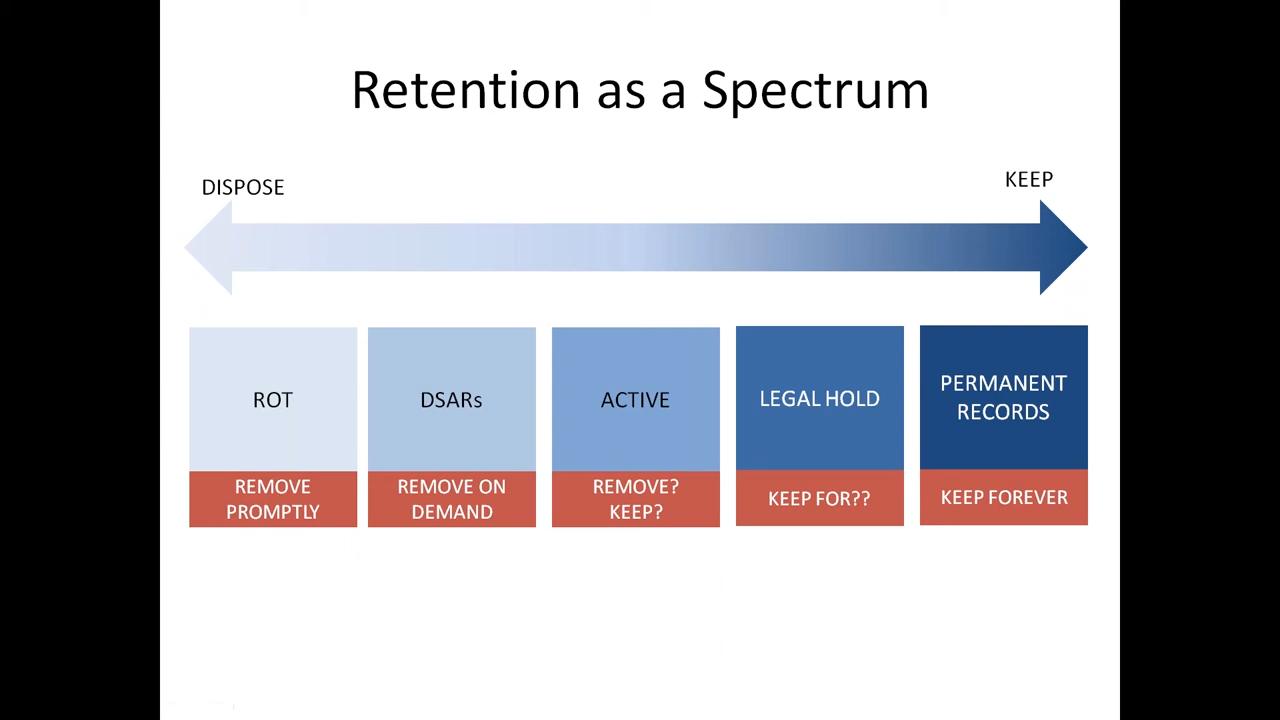 Retention as a Spectrum
DISPOSE
KEEP
ROT
DSARs
ACTIVE
LEGAL HOLD
PERMANENT
RECORDS
REMOVE
PROMPTLY
REMOVE ON
DEMAND
REMOVE?
KEEP?
KEEP FOR??
KEEP FOREVER